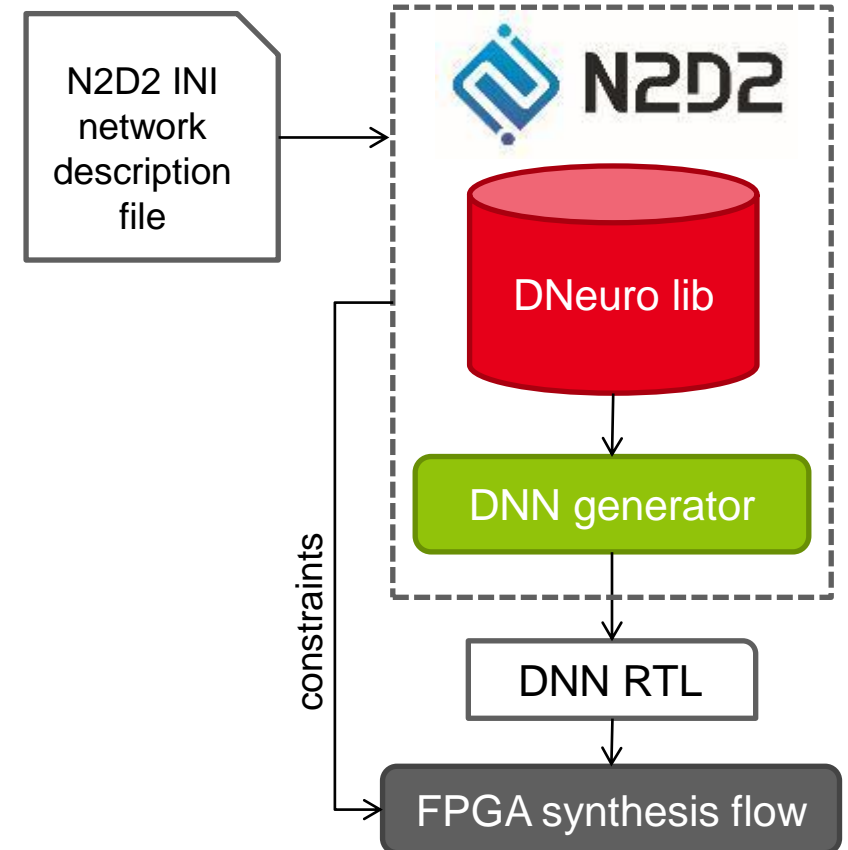 N2D2 INI
network
description
file
N2D2
DNeuro lib
DNN generator
constraints
DNN RTL
FPGA synthesis flow